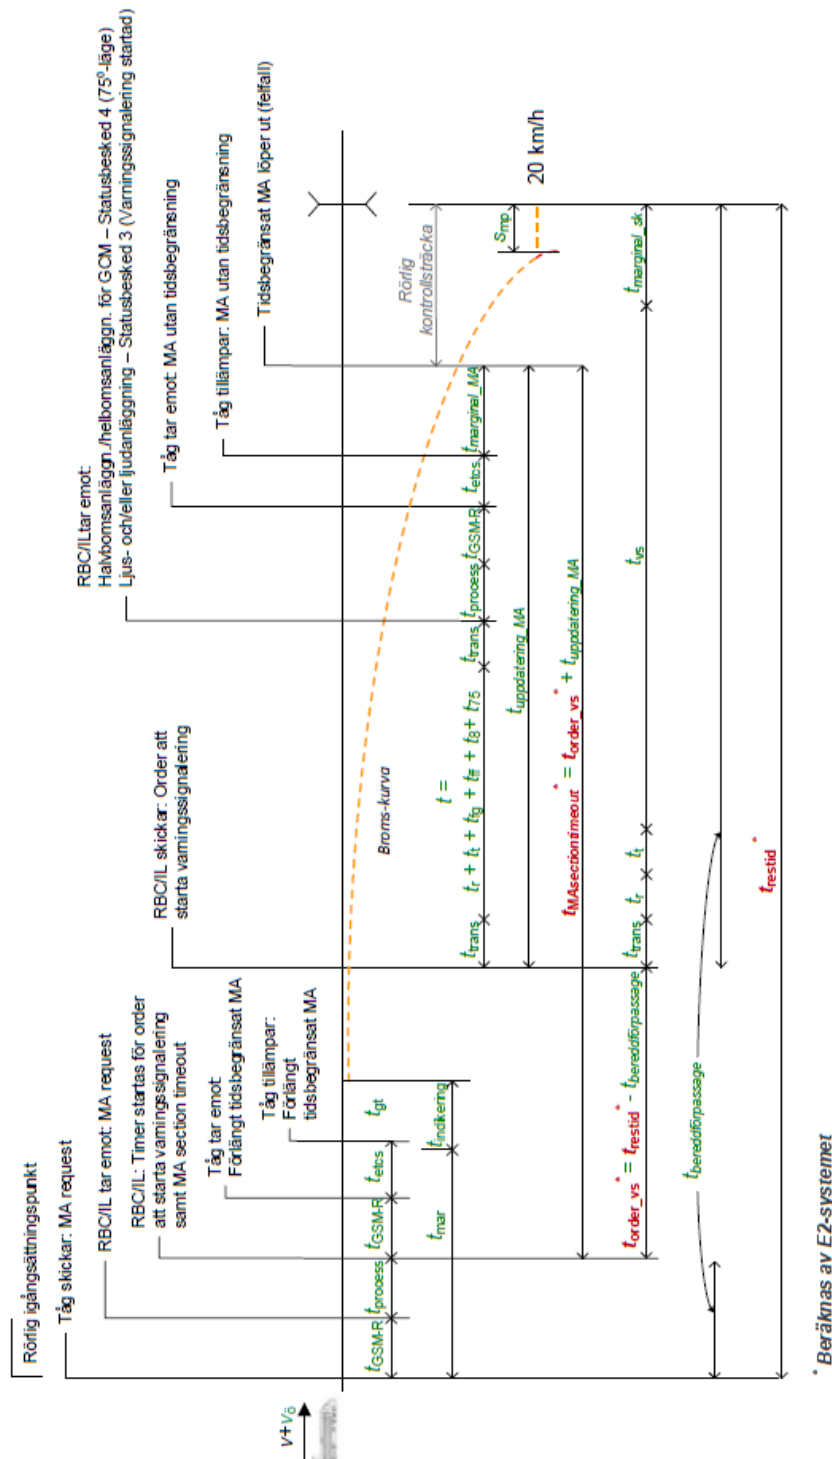 Rörlig igångsättningspunkt
Tåg skickar: MA request
RBC/IL tar emot: MA request
RBC/IL: Timer startas för order
att starta varningssignalering
samt MA section timeout
Tåg tar emot:
Förlängt tidsbegränsat MA
Tåg tillämpar:
Förlängt
tidsbegränsat MA
RBC/IL skickar: Order att
starta varningssignalering
RBC/IL tar emot:
Halvbomsanläggn./helbomsanläggn. för GCM – Statusbesked 4 (75°-läge)
Ljus- och/eller ljudanläggning – Statusbesked 3 (Varningssignalering startad)
Tåg tar emot: MA utan tidsbegränsning
Tåg tillämpar: MA utan tidsbegränsning
Tidsbegränsat MA löper ut (felfall)
v+vö
Broms-kurva
Rörlig
kontrollsträcka
Smp
20 km/h
tGSM-R tprocess tGSM-R tetcs tgt
tmar tindikering
t =
ttrans tr + tt + tfg + tff + t8 + t75 ttrans tprocess tGSM-R tetcs tmarginal_MA
tuppdatering_MA
tMAsectiontimeout* = torder_vs* + tuppdatering_MA
torder_vs* = trestid* - tbereddförpassage ttrans tr tt tvs tmarginal_sk
tbereddförpassage
trestid*
* Beräknas av E2-systemet